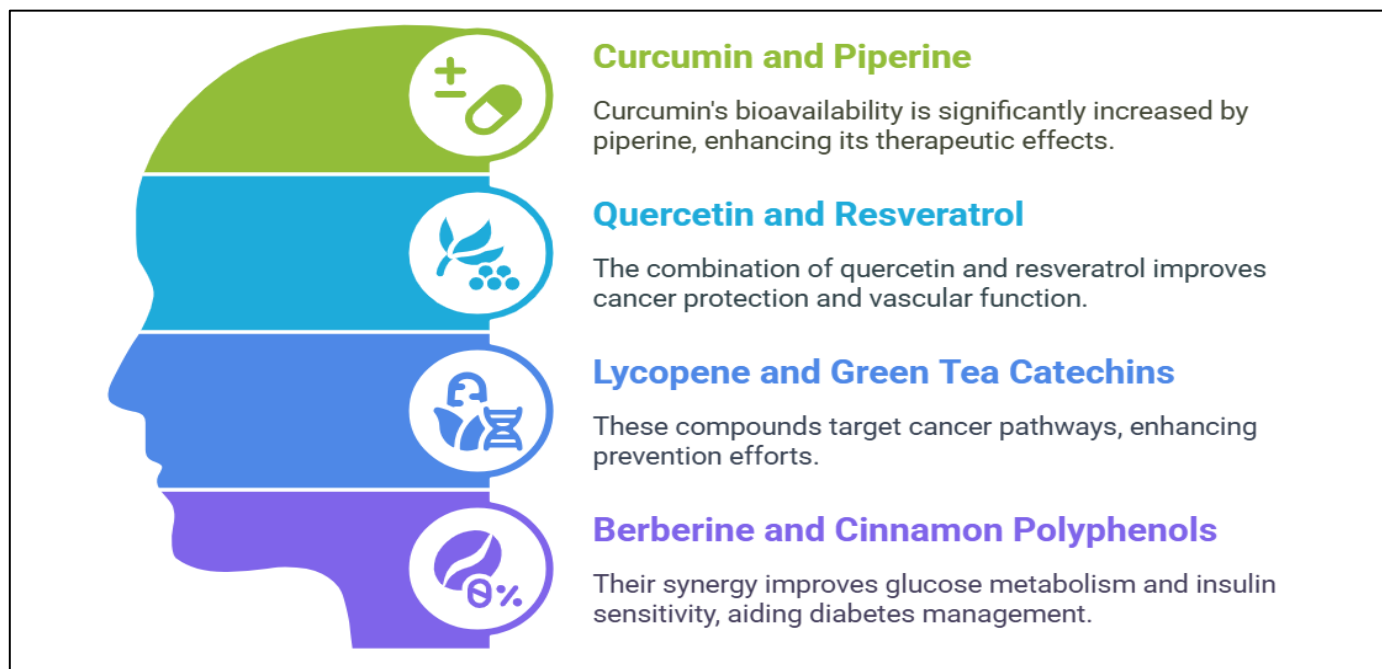 Curcumin and Piperine
Curcumin's bioavailability is significantly increased by
piperine, enhancing its therapeutic effects.
Quercetin and Resveratrol
The combination of quercetin and resveratrol improves
cancer protection and vascular function.
Lycopene and Green Tea Catechins
These compounds target cancer pathways, enhancing
prevention efforts.
Berberine and Cinnamon Polyphenols
0%
Their synergy improves glucose metabolism and insulin
sensitivity, aiding diabetes management.